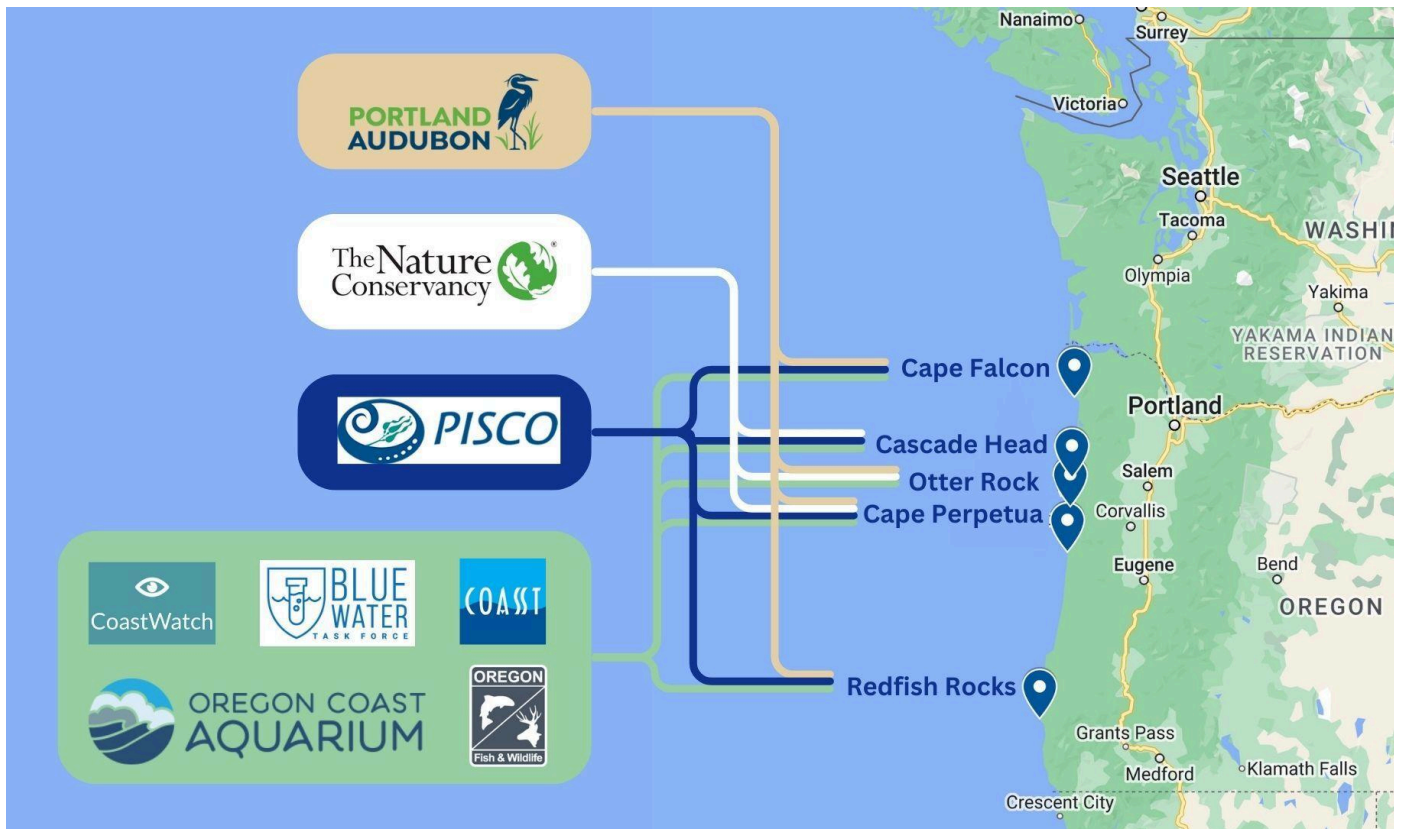 PORTLAND
AUDUBON
The Nature
Conservancy
®
PISCO
CoastWatch
BLUE
WATER
TASK FORCE
COASST
OREGON COAST
AQUARIUM
OREGON
Fish & Wildlife
Cape Falcon
Cascade Head
Otter Rock
Cape Perpetua
Redfish Rocks
Nanaimo
Surrey
Victoria
Seattle
Tacoma
WASHI
Olympia
Yakima
YAKAMA INDIAN
RESERVATION
Portland
Salem
Corvallis
Eugene
Bend
OREGON
Grants Pass
Medford
Klamath Falls
Crescent City